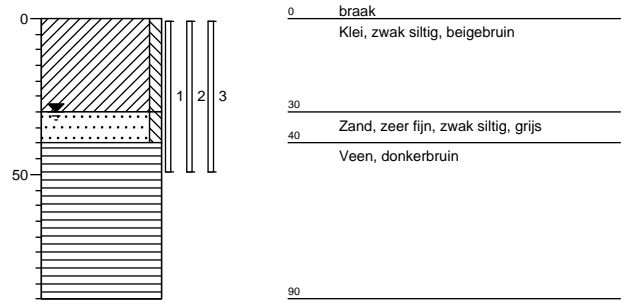 0
50
1 2 3
0 braak
Klei, zwak siltig, beigebruin
30
Zand, zeer fijn, zwak siltig, grijs
40
Veen, donkerbruin
90